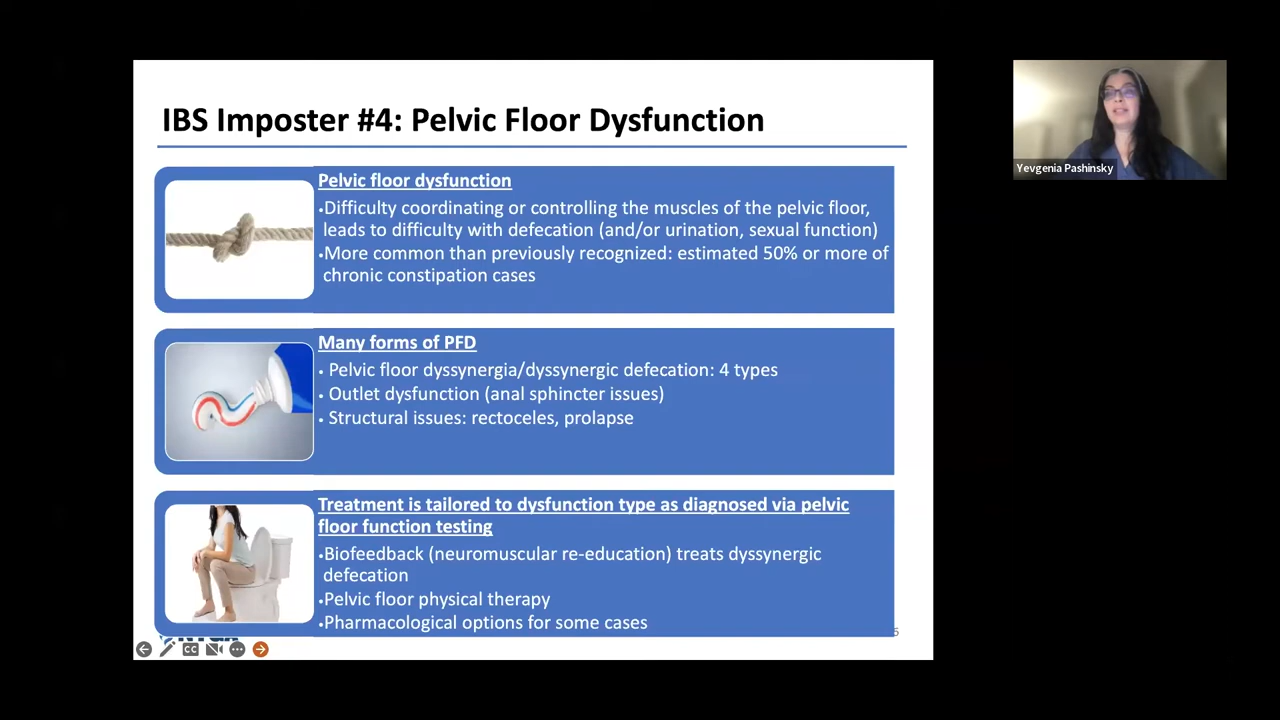 IBS Imposter #4: Pelvic Floor Dysfunction
Yevgenia Pashinsky
Pelvic floor dysfunction
•Difficulty coordinating or controlling the muscles of the pelvic floor,
leads to difficulty with defecation (and/or urination, sexual function)
•More common than previously recognized: estimated 50% or more of
chronic constipation cases
Many forms of PFD
• Pelvic floor dyssynergia/dyssynergic defecation: 4 types
• Outlet dysfunction (anal sphincter issues)
• Structural issues: rectoceles, prolapse
Treatment is tailored to dysfunction type as diagnosed via pelvic
floor function testing
•Biofeedback (neuromuscular re-education) treats dyssynergic
defecation
•Pelvic floor physical therapy
•Pharmacological options for some cases
CC